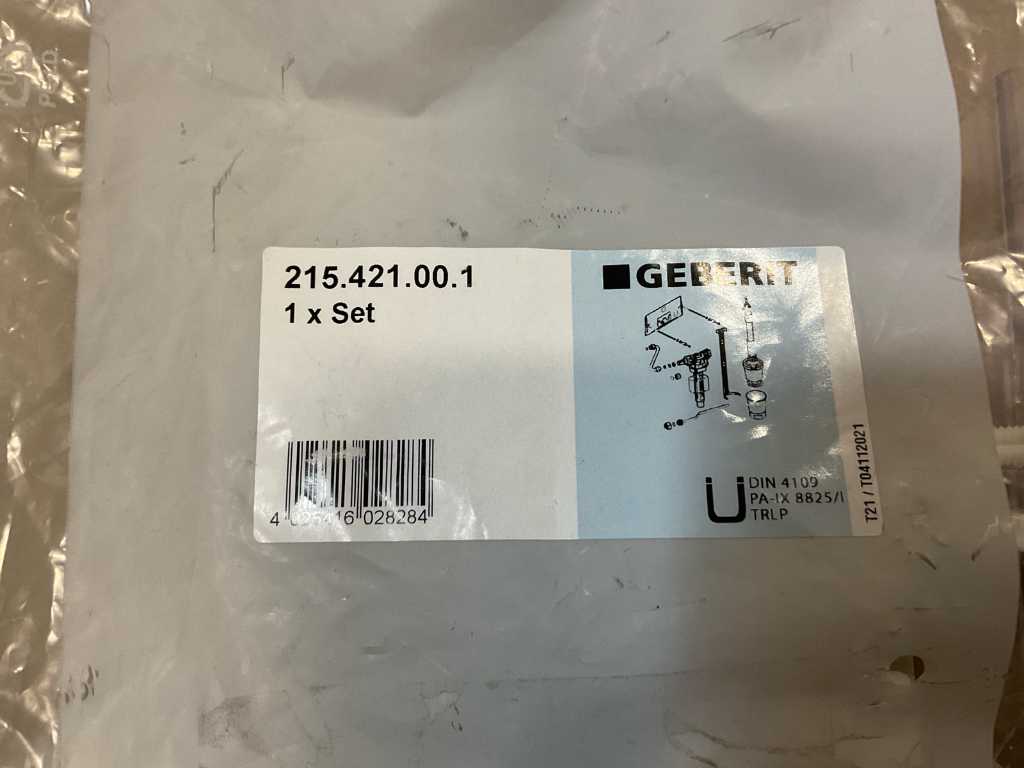 215.421.00.1
1 x Set
GEBERIT
DIN 4109
PA-IX 8825/I
TRLP
T21 / T04112021
028284